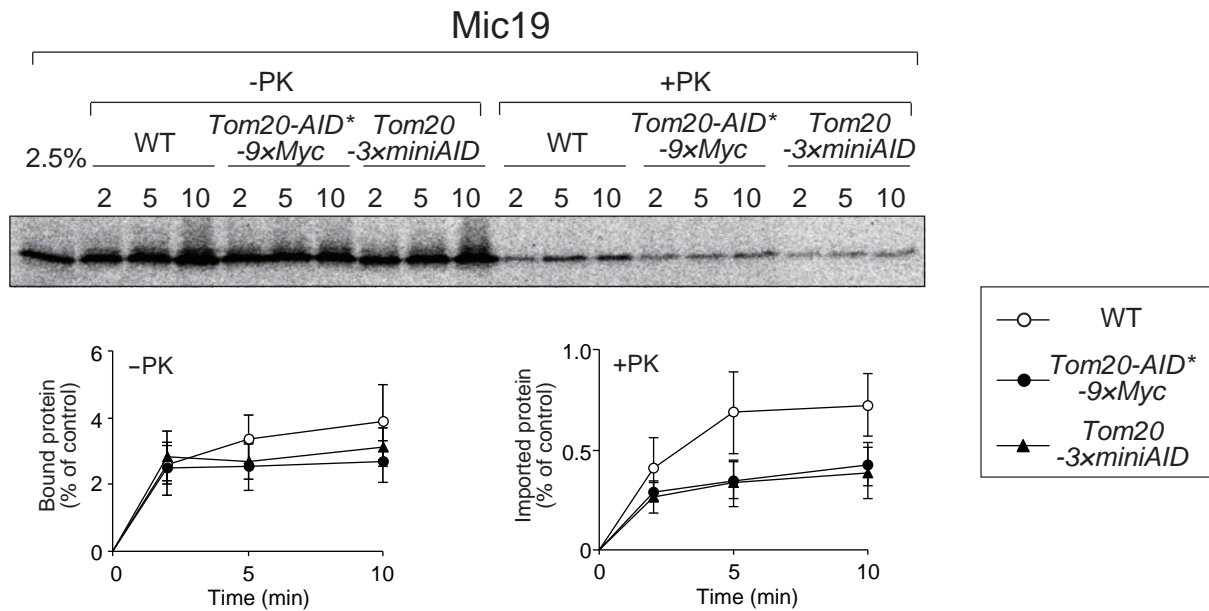 Mic19
-PK +PK
2.5% WT Tom20-AID* -9×Myc Tom20 -3×miniAID WT Tom20-AID* -9×Myc Tom20 -3×miniAID
2 5 10 2 5 10 2 5 10 2 5 10 2 5 10 2 5 10
–PK
Bound protein
(% of control)
6
4
2
0
0 5 10
Time (min)
+PK
Imported protein
(% of control)
1.0
0.5
0
0 5 10
Time (min)
WT
Tom20-AID*
-9×Myc
Tom20
-3×miniAID